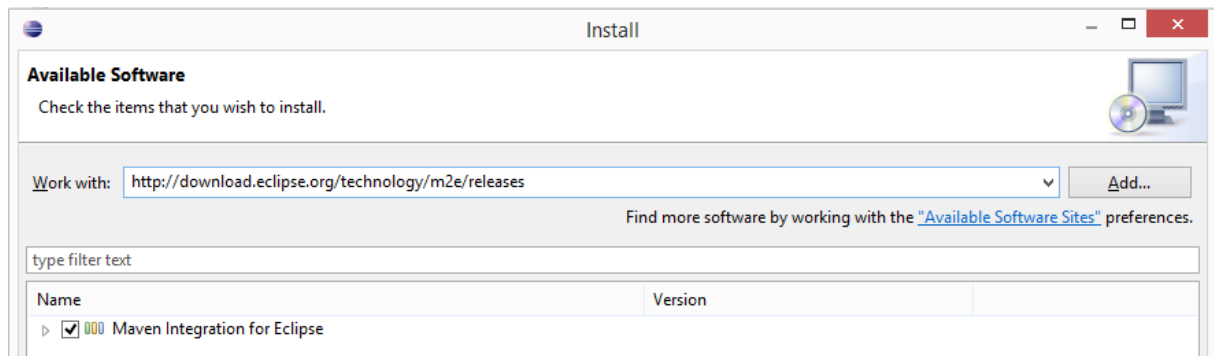 Install
Available Software
Check the items that you wish to install.
Work with: http://download.eclipse.org/technology/m2e/releases Add...
Find more software by working with the "Available Software Sites" preferences.
type filter text
Name Version
Maven Integration for Eclipse